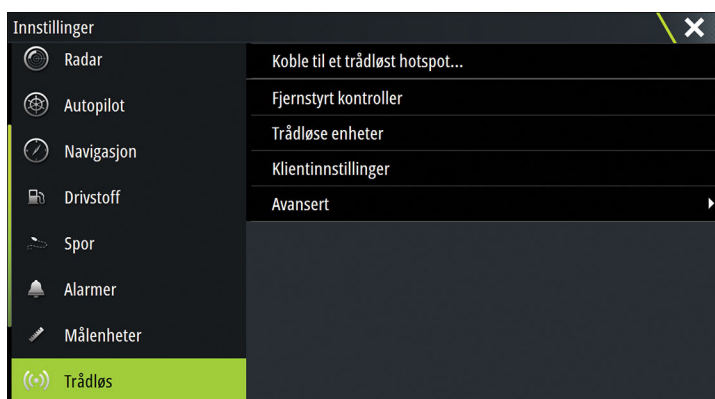 Innstillinger
Radar
Autopilot
Navigasjon
Drivstoff
Spor
Alarmer
Målenheter
Trådløs
Koble til et trådløst hotspot...
Fjernstyrt kontroller
Trådløse enheter
Klientinnstillinger
Avansert